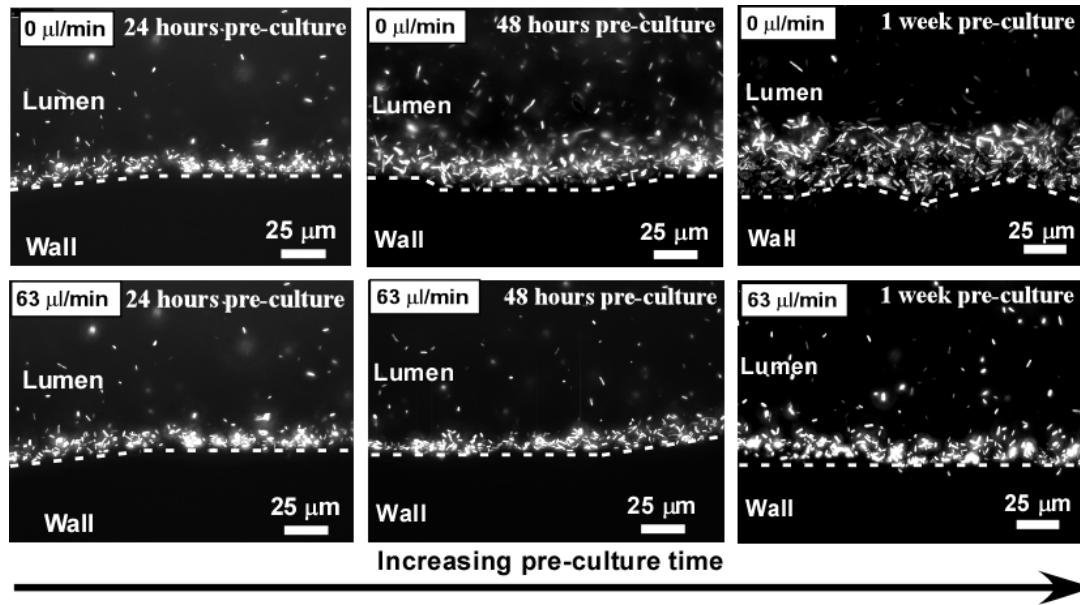 0 µl/min 24 hours pre-culture
Lumen
Wall
25 µm
0 µl/min 48 hours pre-culture
Lumen
Wall
25 µm
0 µl/min 1 week pre-culture
Lumen
Wall
25 µm
63 µl/min 24 hours pre-culture
Lumen
Wall
25 µm
63 µl/min 48 hours pre-culture
Lumen
Wall
25 µm
63 µl/min 1 week pre-culture
Lumen
Wall
25 µm
Increasing pre-culture time